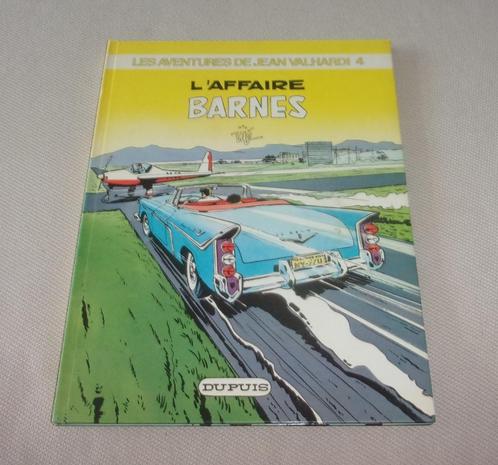 LES AVENTURES DE JEAN VALHARDI 4
L'AFFAIRE
BARNES
DUPUIS